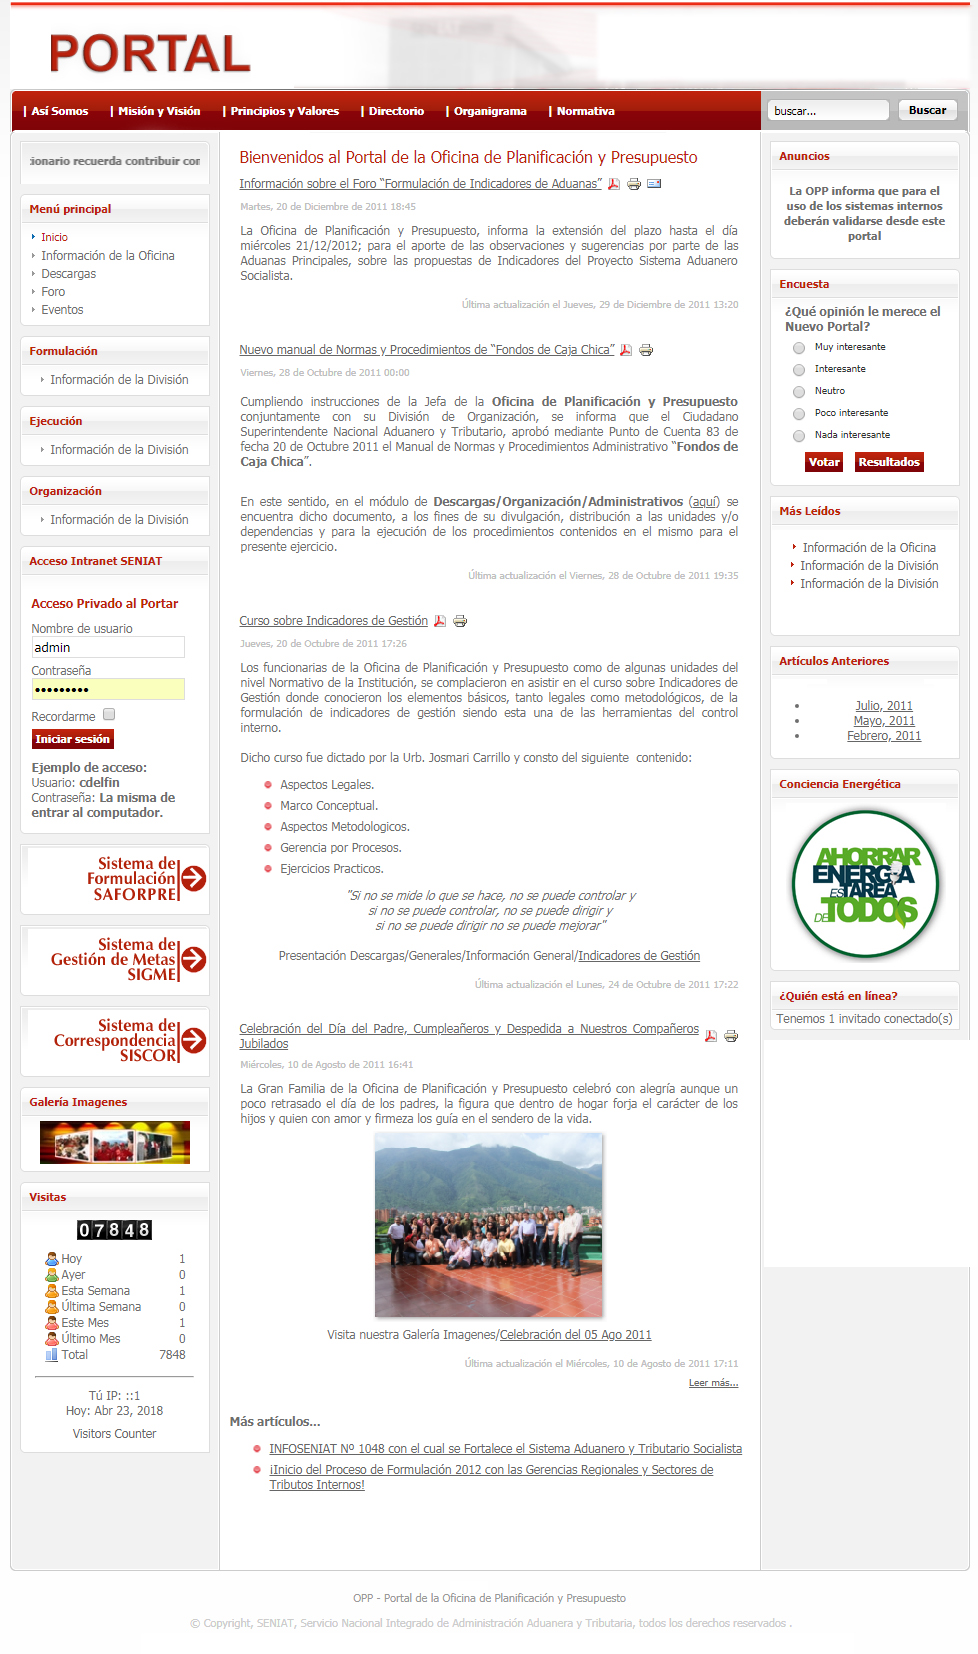 PORTAL
| Así Somos | Misión y Visión | Principios y Valores | Directorio | Organigrama | Normativa
buscar...
Buscar
cionario recuerda contribuir con
Menú principal
Inicio
Información de la Oficina
Descargas
Foro
Eventos
Formulación
Información de la División
Ejecución
Información de la División
Organización
Información de la División
Acceso Intranet SENIAT
Acceso Privado al Portar
Nombre de usuario
admin
Contraseña
•••••••••
Recordarme
Iniciar sesión
Ejemplo de acceso:
Usuario: cdelfin
Contraseña: La misma de
entrar al computador.
Sistema de
Formulación
SAFORPRE
Sistema de
Gestión de Metas
SIGME
Sistema de
Correspondencia
SISCOR
Galería Imagenes
Visitas
07848
Hoy 1
Ayer 0
Esta Semana 1
Última Semana 0
Este Mes 1
Último Mes 0
Total 7848
Tú IP: ::1
Hoy: Abr 23, 2018
Visitors Counter
Bienvenidos al Portal de la Oficina de Planificación y Presupuesto
Información sobre el Foro “Formulación de Indicadores de Aduanas”
Martes, 20 de Diciembre de 2011 18:45
La Oficina de Planificación y Presupuesto, informa la extensión del plazo hasta el día
miércoles 21/12/2012; para el aporte de las observaciones y sugerencias por parte de las
Aduanas Principales, sobre las propuestas de Indicadores del Proyecto Sistema Aduanero
Socialista.
Última actualización el Jueves, 29 de Diciembre de 2011 13:20
Nuevo manual de Normas y Procedimientos de “Fondos de Caja Chica”
Viernes, 28 de Octubre de 2011 00:00
Cumpliendo instrucciones de la Jefa de la Oficina de Planificación y Presupuesto
conjuntamente con su División de Organización, se informa que el Ciudadano
Superintendente Nacional Aduanero y Tributario, aprobó mediante Punto de Cuenta 83 de
fecha 20 de Octubre 2011 el Manual de Normas y Procedimientos Administrativo “Fondos de
Caja Chica”.
En este sentido, en el módulo de Descargas/Organización/Administrativos (aquí) se
encuentra dicho documento, a los fines de su divulgación, distribución a las unidades y/o
dependencias y para la ejecución de los procedimientos contenidos en el mismo para el
presente ejercicio.
Última actualización el Viernes, 28 de Octubre de 2011 19:35
Curso sobre Indicadores de Gestión
Jueves, 20 de Octubre de 2011 17:26
Los funcionarias de la Oficina de Planificación y Presupuesto como de algunas unidades del
nivel Normativo de la Institución, se complacieron en asistir en el curso sobre Indicadores de
Gestión donde conocieron los elementos básicos, tanto legales como metodológicos, de la
formulación de indicadores de gestión siendo esta una de las herramientas del control
interno.
Dicho curso fue dictado por la Urb. Josmari Carrillo y consto del siguiente contenido:
Aspectos Legales.
Marco Conceptual.
Aspectos Metodologicos.
Gerencia por Procesos.
Ejercicios Practicos.
"Si no se mide lo que se hace, no se puede controlar y
si no se puede controlar, no se puede dirigir y
si no se puede dirigir no se puede mejorar"
Presentación Descargas/Generales/Información General/Indicadores de Gestión
Última actualización el Lunes, 24 de Octubre de 2011 17:22
Celebración del Día del Padre, Cumpleañeros y Despedida a Nuestros Compañeros
Jubilados
Miércoles, 10 de Agosto de 2011 16:41
La Gran Familia de la Oficina de Planificación y Presupuesto celebró con alegría aunque un
poco retrasado el día de los padres, la figura que dentro de hogar forja el carácter de los
hijos y quien con amor y firmeza los guía en el sendero de la vida.
Visita nuestra Galería Imagenes/Celebración del 05 Ago 2011
Última actualización el Miércoles, 10 de Agosto de 2011 17:11
Leer más...
Más artículos...
INFOSENIAT Nº 1048 con el cual se Fortalece el Sistema Aduanero y Tributario Socialista
¡Inicio del Proceso de Formulación 2012 con las Gerencias Regionales y Sectores de
Tributos Internos!
Anuncios
La OPP informa que para el
uso de los sistemas internos
deberán validarse desde este
portal
Encuesta
¿Qué opinión le merece el
Nuevo Portal?
Muy interesante
Interesante
Neutro
Poco interesante
Nada interesante
Votar Resultados
Más Leídos
Información de la Oficina
Información de la División
Información de la División
Artículos Anteriores
Julio, 2011
Mayo, 2011
Febrero, 2011
Conciencia Energética
AHORRAR
ENERGIA
ES TAREA
DE TODOS
¿Quién está en línea?
Tenemos 1 invitado conectado(s)
OPP - Portal de la Oficina de Planificación y Presupuesto
© Copyright, SENIAT, Servicio Nacional Integrado de Administración Aduanera y Tributaria, todos los derechos reservados .